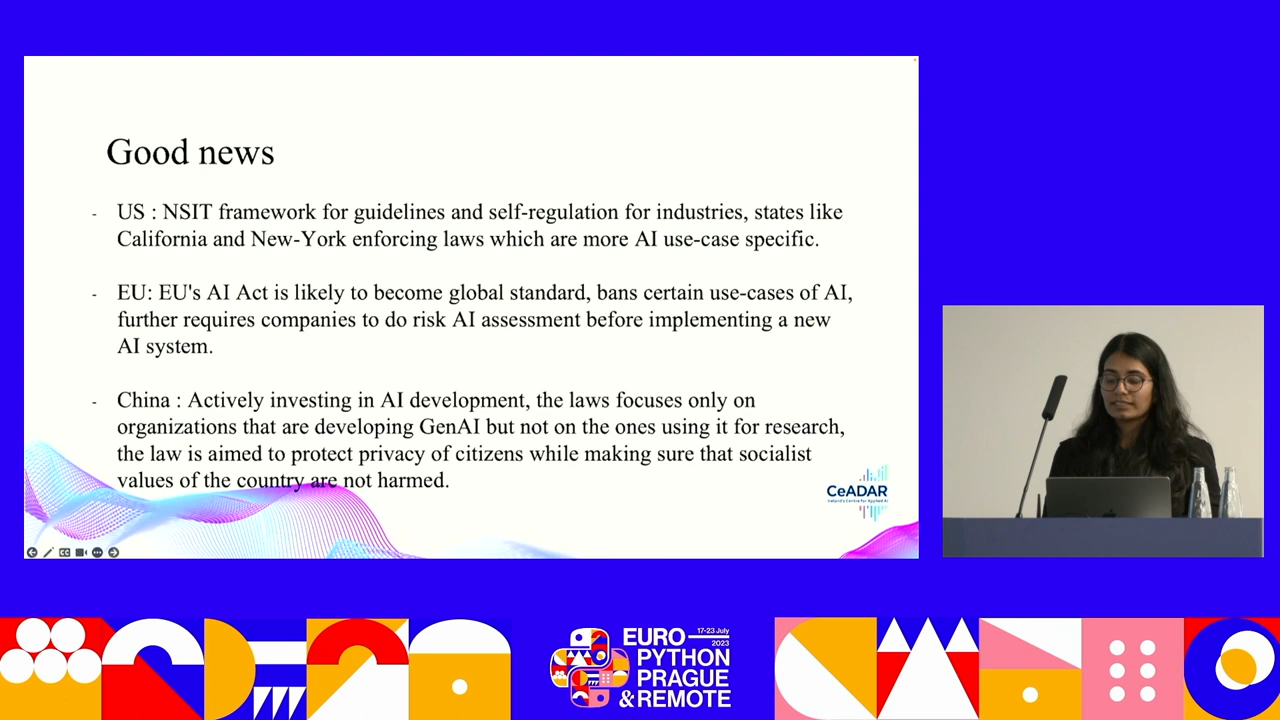 Good news
- US : NSIT framework for guidelines and self-regulation for industries, states like
California and New-York enforcing laws which are more AI use-case specific.
- EU: EU's AI Act is likely to become global standard, bans certain use-cases of AI,
further requires companies to do risk AI assessment before implementing a new
AI system.
- China : Actively investing in AI development, the laws focuses only on
organizations that are developing GenAI but not on the ones using it for research,
the law is aimed to protect privacy of citizens while making sure that socialist
values of the country are not harmed.
CeADAR
Ireland's Centre for Applied AI
EURO 17-23 July
2023
PYTHON
PRAGUE
& REMOTE